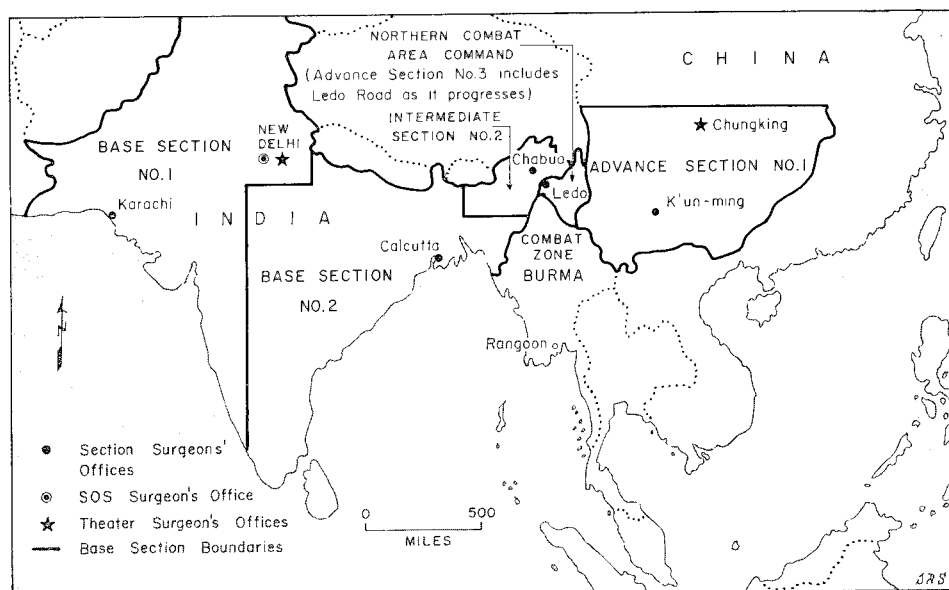 NORTHERN COMBAT
AREA COMMAND
(Advance Section No.3 includes
Ledo Road as it progresses)
INTERMEDIATE
SECTION NO.2
CHINA
BASE SECTION
NO.1
NEW
DELHI
Karachi
INDIA
Chabua
Ledo
Chungking
ADVANCE SECTION NO.1
K'un-ming
Calcutta
COMBAT
ZONE
BURMA
BASE SECTION
NO.2
Rangoon
N
Section Surgeons'
Offices
SOS Surgeon's Office
Theater Surgeon's Offices
Base Section Boundaries
0 500
MILES